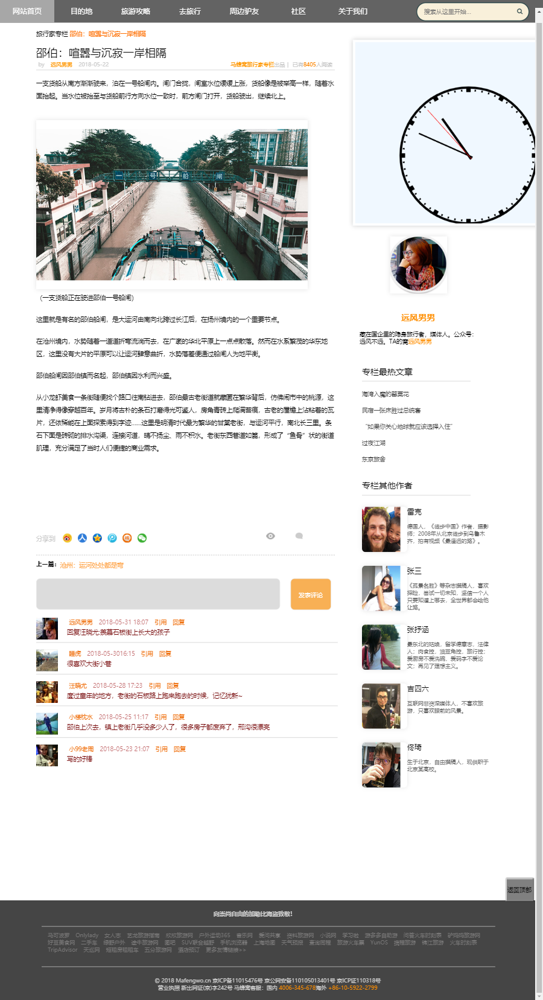 网站首页 目的地 旅游攻略 去旅行 周边驴友 社区 关于我们 搜索从这里开始...
旅行家专栏 邵伯：喧嚣与沉寂一岸相隔
邵伯：喧嚣与沉寂一岸相隔
by 远风男男 2018-05-22 马蜂窝旅行家专栏出品 | 已有8405人阅读
一支货船从南方渐渐驶来，泊在一号船闸内。闸门合拢，闸室水位缓缓上涨，货船像是被举高一样，随着水
面抬起。当水位被抬至与货船前行方向水位一致时，前方闸门打开，货船驶出，继续北上。
一号船闸
（一支货船正在驶进邵伯一号船闸）
这里就是有名的邵伯船闸，是大运河由南向北跨过长江后，在扬州境内的一个重要节点。
在沧州境内，水势随着一道道折弯流淌而去，在广袤的华北平原上一点点散落。然而在水系繁茂的华东地
区，这里没有大片的平原可以让运河肆意曲折，水势落差便通过船闸人为地平衡。
邵伯船闸因邵伯镇而名起，邵伯镇因水利而兴盛。
从小龙虾美食一条街随便找个路口往南钻进去，邵伯最古老街道就藏匿在繁华背后，仿佛闹市中的桃源，这
里清净得像穿越百年。岁月将古朴的条石打磨得光可鉴人，房角青砖上爬满苔痕，古老的屋檐上沾粘着的瓦
片，还依稀能在上面探索得到字迹……这里是明清时代最为繁华的甘棠老街，与运河平行，南北长三里。条
石下面是砖砌的排水沟渠，连接河道，晴不扬尘、雨不积水。老街东西巷道如篦，形成了“鱼骨”状的街道
肌理，充分满足了当时人们便捷的商业需求。
分享到
上一篇：沧州：运河处处都是弯
发表评论
远风男男 2018-05-31 18:07 引用 回复
回复汪晓尤:羡慕石板街上长大的孩子
睡虎 2018-05-3016:15 引用 回复
很喜欢大街小巷
汪晓尤 2018-05-28 17:23 引用 回复
度过童年的地方，老街的石板路上跑来跑去的时候，记忆犹新~
小楼枕水 2018-05-25 11:17 引用 回复
邵伯上次去，镇上老街几乎没多少人了，很多房子都废弃了，邗沟很漂亮
小99老周 2018-05-23 21:07 引用 回复
写的好棒
远风男男
藏在国企里的隐身旅行者，媒体人。公众号：
远风不远。TA的窝远风男男
专栏最热文章
海湾入魔的罂粟花
民宿一张床胜过总统套
“如果你关心地球就应该选择入住”
过夜江湖
东京旅舍
专栏其他作者
雷克
德国人，《徒步中国》作者，摄影
师；2008年从北京徒步到乌鲁木
齐，拍有视频《最遥远的路》。
张三
《孤景名胜》等杂志撰稿人，喜欢
探险，尝试一切未知，坚信一个人
只要知道上哪去，全世界都会给他
让路。
张抒涵
最东北的姑娘，留学德意志，法律
人；肉食控，油豆角控，旅行控；
爱厨房不爱洗碗，爱码字不爱论
文；再见了理想主义。
吉四六
互联网非资深媒体人，不喜欢旅
游，只喜欢眼前的风景。
佟琦
生于北京，自由撰稿人，现供职于
北京某高校。
返回顶部
向崇尚自由的加勒比海盗致敬！
马可波罗 Onlylady 女人志 艺龙旅游指南 欣欣旅游网 户外运动365 音乐网 爱问共享 资料旅游网 小说网 学习啦 游多多自助游 问答火车时刻表 驴妈妈旅游网
好豆美食网 二手车 绿野户外 途牛旅游网 图吧 SUV联合越野 手机浏览器 上海地图 天气预报 查询同程 旅游火车票 YunOS 携程旅游 锦江旅游 火车时刻表
TripAdvisor 天巡网 短租房租租车 五分旅游网 酒店预订 更多友情链接>>
© 2018 Mafengwo.cn 京ICP备11015476号 京公网安备110105013401号 京ICP证110318号
营业执照 新出网证(京)字242号 马蜂窝客服：国内 4006-345-678海外 +86-10-5922-2799